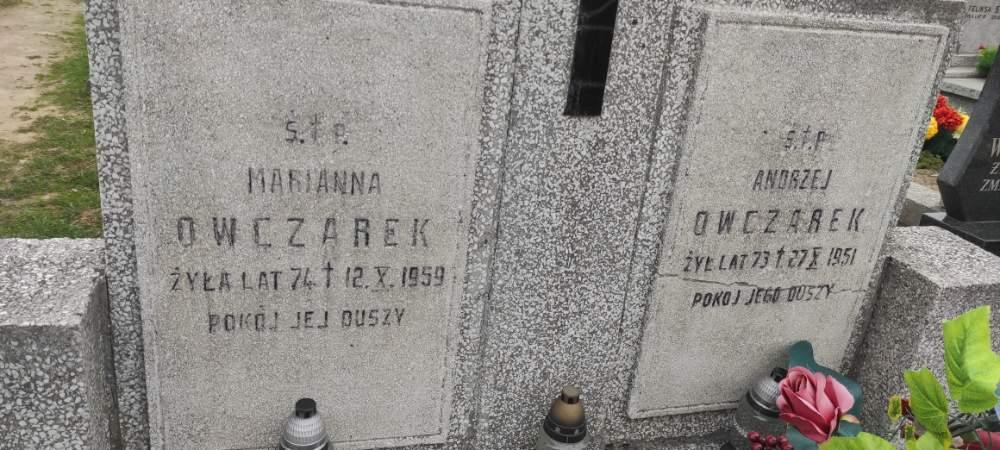 Ś. † P.
MARIANNA
OWCZAREK
ŻYŁA LAT 74 † 12. X. 1959
POKÓJ JEJ DUSZY
Ś. † P.
ANDRZEJ
OWCZAREK
ŻYŁ LAT 73 † 27 X 1951
POKÓJ JEGO DUSZY